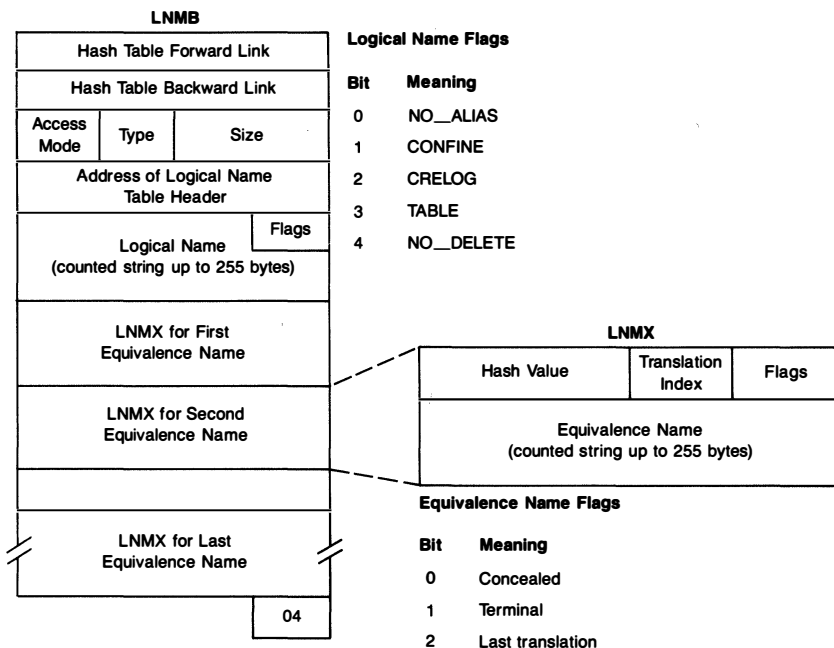 LNMB
Hash Table Forward Link
Hash Table Backward Link
Access
Mode
Type
Size
Address of Logical Name
Table Header
Flags
Logical Name
(counted string up to 255 bytes)
LNMX for First
Equivalence Name
LNMX for Second
Equivalence Name
LNMX for Last
Equivalence Name
04
Logical Name Flags
Bit Meaning
0 NO__ALIAS
1 CONFINE
2 CRELOG
3 TABLE
4 NO__DELETE
LNMX
Hash Value
Translation
Index
Flags
Equivalence Name
(counted string up to 255 bytes)
Equivalence Name Flags
Bit Meaning
0 Concealed
1 Terminal
2 Last translation